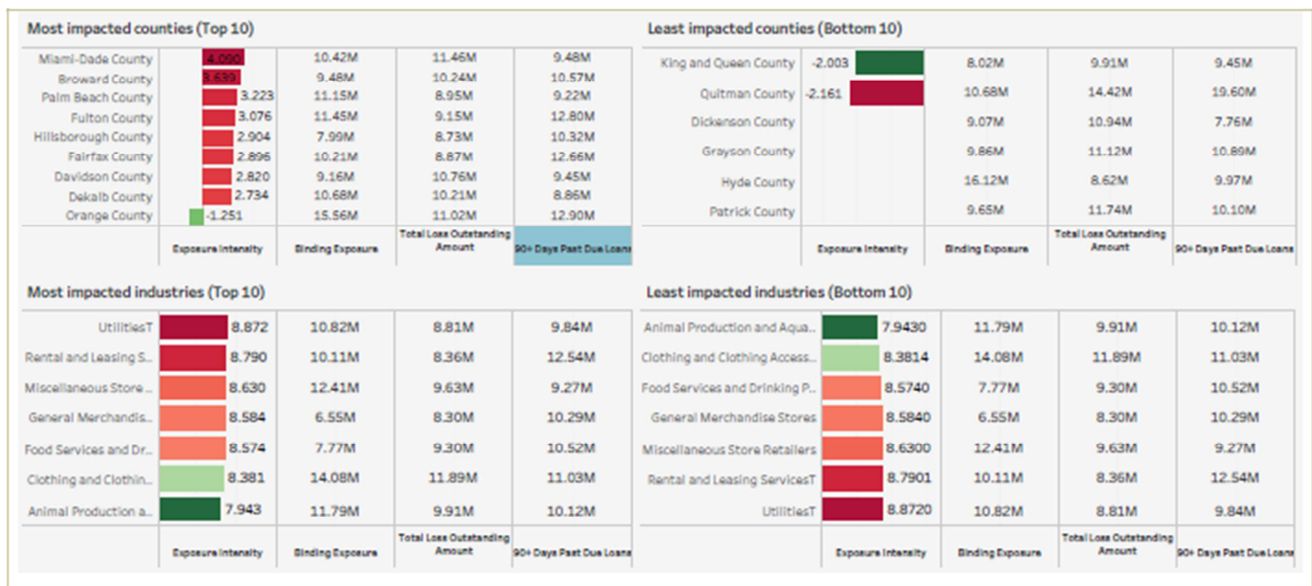 Most impacted counties (Top 10)
Miami-Dade County 4.090 10.42M 11.46M 9.48M
Broward County 3.639 9.48M 10.24M 10.57M
Palm Beach County 3.223 11.15M 8.95M 9.22M
Fulton County 3.076 11.45M 9.15M 12.80M
Hillsborough County 2.904 7.99M 8.73M 10.32M
Fairfax County 2.896 10.21M 8.87M 12.66M
Davidson County 2.820 9.16M 10.76M 9.45M
Dekalb County 2.734 10.68M 10.21M 8.86M
Orange County -1.251 15.56M 11.02M 12.90M
Exposure Intensity Binding Exposure Total Loss Outstanding Amount 90+ Days Past Due Loans
Least impacted counties (Bottom 10)
King and Queen County -2.003 8.02M 9.91M 9.45M
Quitman County -2.161 10.68M 14.42M 19.60M
Dickenson County 9.07M 10.94M 7.76M
Grayson County 9.86M 11.12M 10.89M
Hyde County 16.12M 8.62M 9.97M
Patrick County 9.65M 11.74M 10.10M
Exposure Intensity Binding Exposure Total Loss Outstanding Amount 90+ Days Past Due Loans
Most impacted industries (Top 10)
UtilitiesT 8.872 10.82M 8.81M 9.84M
Rental and Leasing S.. 8.790 10.11M 8.36M 12.54M
Miscellaneous Store .. 8.630 12.41M 9.63M 9.27M
General Merchandis.. 8.584 6.55M 8.30M 10.29M
Food Services and Dr.. 8.574 7.77M 9.30M 10.52M
Clothing and Clothin.. 8.381 14.08M 11.89M 11.03M
Animal Production a.. 7.943 11.79M 9.91M 10.12M
Exposure Intensity Binding Exposure Total Loss Outstanding Amount 90+ Days Past Due Loans
Least impacted industries (Bottom 10)
Animal Production and Aqua.. 7.9430 11.79M 9.91M 10.12M
Clothing and Clothing Access.. 8.3814 14.08M 11.89M 11.03M
Food Services and Drinking P.. 8.5740 7.77M 9.30M 10.52M
General Merchandise Stores 8.5840 6.55M 8.30M 10.29M
Miscellaneous Store Retailers 8.6300 12.41M 9.63M 9.27M
Rental and Leasing ServicesT 8.7901 10.11M 8.36M 12.54M
UtilitiesT 8.8720 10.82M 8.81M 9.84M
Exposure Intensity Binding Exposure Total Loss Outstanding Amount 90+ Days Past Due Loans